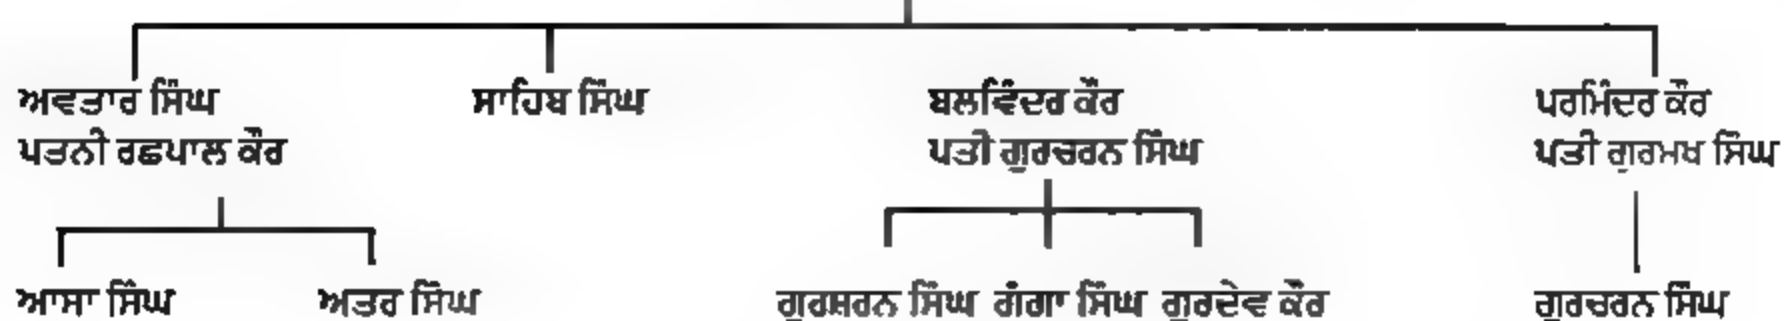 ਅਵਤਾਰ ਸਿੰਘ ਸਾਹਿਬ ਸਿੰਘ ਬਲਵਿੰਦਰ ਕੌਰ ਪਰਮਿੰਦਰ ਕੌਰ
ਪਤਨੀ ਰਛਪਾਲ ਕੌਰ ਪਤੀ ਗੁਰਚਰਨ ਸਿੰਘ ਪਤੀ ਗੁਰਮਖ ਸਿੰਘ
ਆਸਾ ਸਿੰਘ ਅਤਰ ਸਿੰਘ ਗੁਰਸ਼ਰਨ ਸਿੰਘ ਗੰਗਾ ਸਿੰਘ ਗੁਰਦੇਵ ਕੌਰ ਗੁਰਚਰਨ ਸਿੰਘ